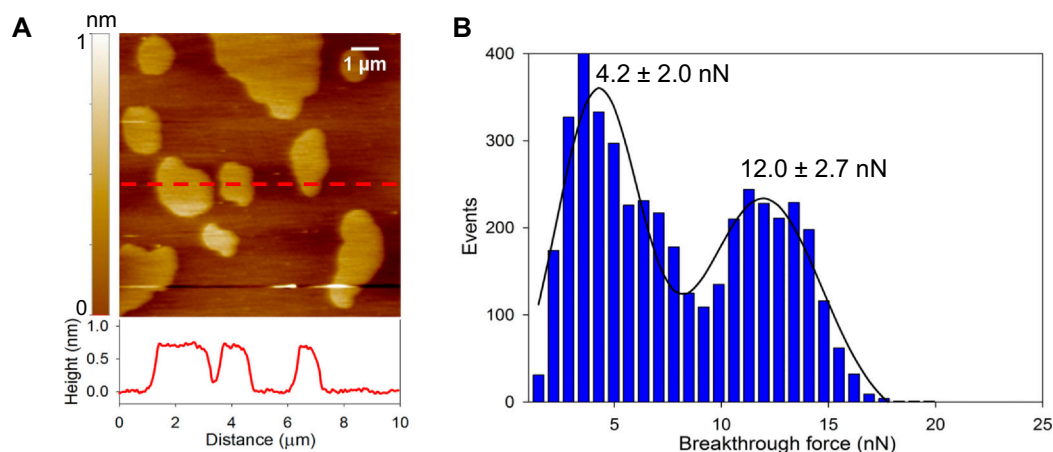 A
nm
1
0
1 µm
Height (nm)
1.0
0.5
0.0
0 2 4 6 8 10
Distance (µm)
B
4.2 ± 2.0 nN
12.0 ± 2.7 nN
Events
400
300
200
100
0
5 10 15 20 25
Breakthrough force (nN)